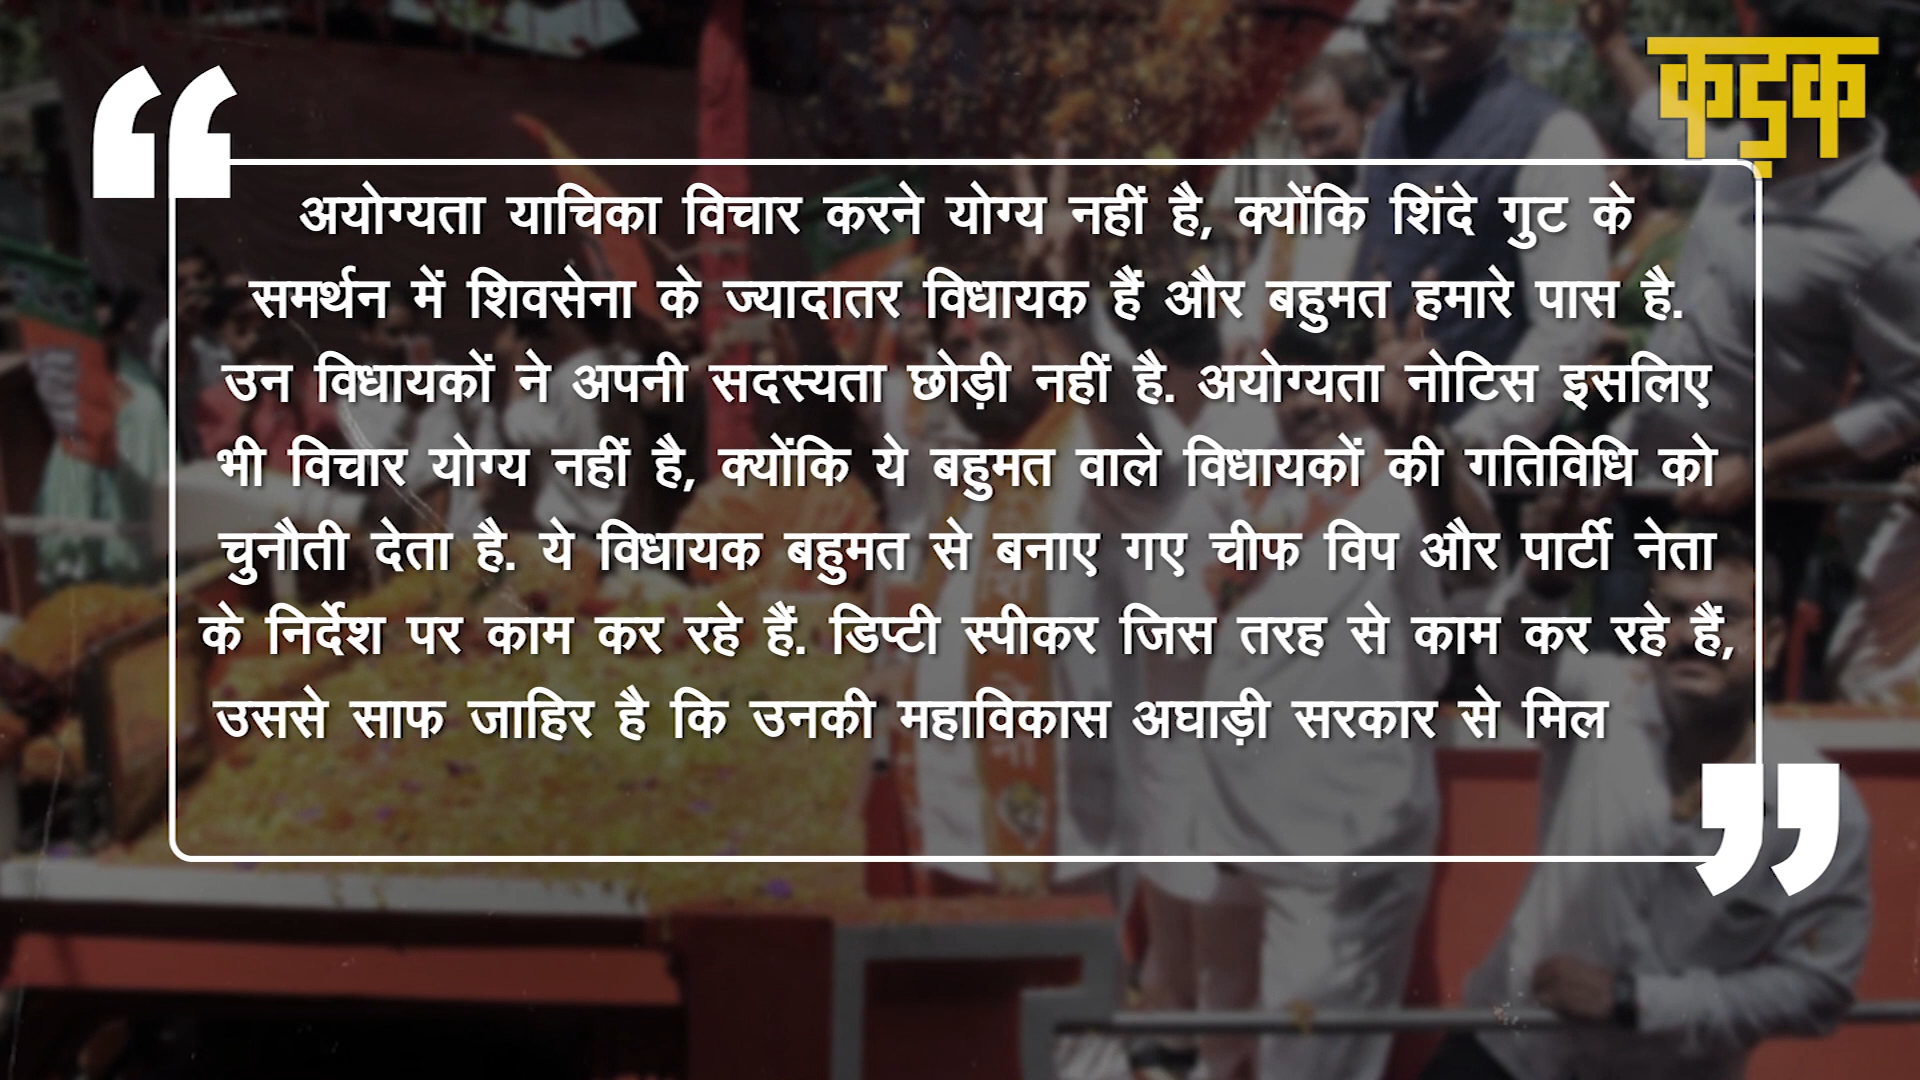 कड़क
अयोग्यता याचिका विचार करने योग्य नहीं है, क्योंकि शिंदे गुट के
समर्थन में शिवसेना के ज्यादातर विधायक हैं और बहुमत हमारे पास है.
उन विधायकों ने अपनी सदस्यता छोड़ी नहीं है. अयोग्यता नोटिस इसलिए
भी विचार योग्य नहीं है, क्योंकि ये बहुमत वाले विधायकों की गतिविधि को
चुनौती देता है. ये विधायक बहुमत से बनाए गए चीफ विप और पार्टी नेता
के निर्देश पर काम कर रहे हैं. डिप्टी स्पीकर जिस तरह से काम कर रहे हैं,
उससे साफ जाहिर है कि उनकी महाविकास अघाड़ी सरकार से मिल